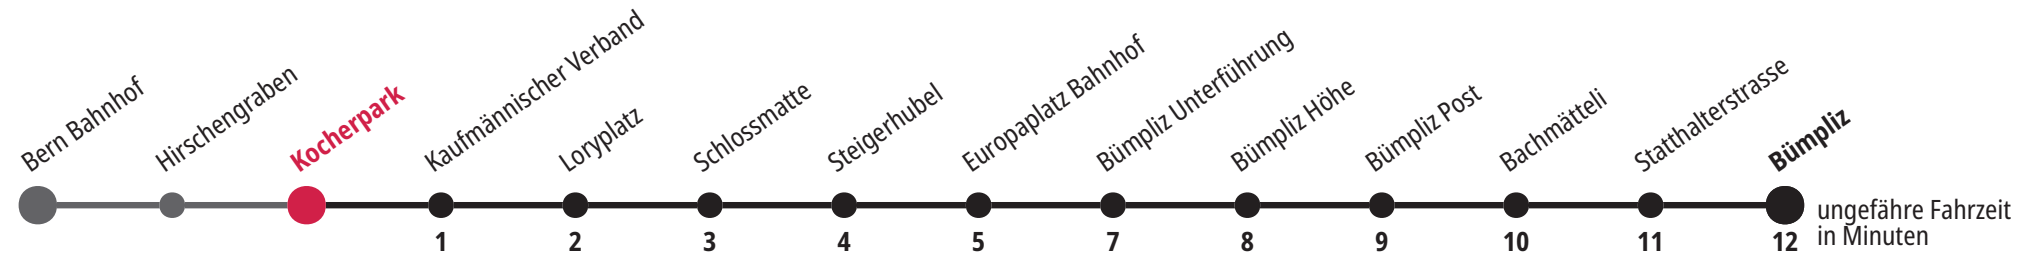 Bern Bahnhof
Hirschengraben
Kocherpark
Kaufmännischer Verband
Loryplatz
Schlossmatte
Steigerhubel
Europaplatz Bahnhof
Bümpliz Unterführung
Bümpliz Höhe
Bümpliz Post
Bachmätteli
Statthalterstrasse
Bümpliz
1 2 3 4 5 7 8 9 10 11 12
ungefähre Fahrzeit
in Minuten